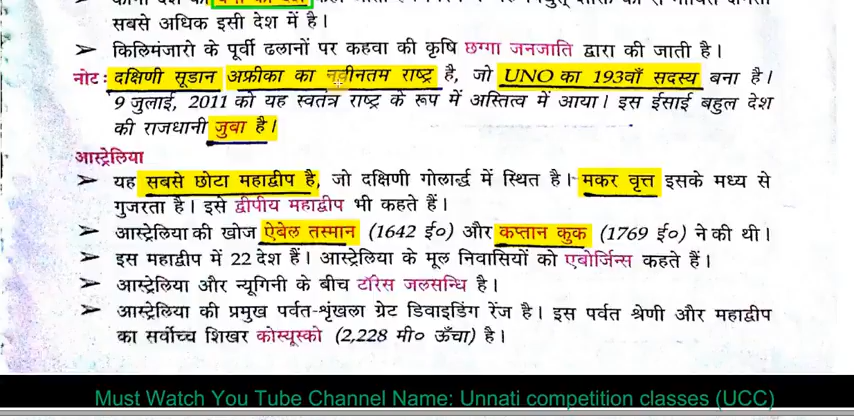 सबसे अधिक इसी देश में है।
➤ किलिमंजारो के पूर्वी ढलानों पर कहवा की कृषि छग्गा जनजाति द्वारा की जाती है।
नोट: दक्षिणी सूडान अफ्रीका का नवीनतम राष्ट्र है, जो UNO का 193वाँ सदस्य बना है।
9 जुलाई, 2011 को यह स्वतंत्र राष्ट्र के रूप में अस्तित्व में आया। इस ईसाई बहुल देश
की राजधानी जुबा है।
आस्ट्रेलिया
➤ यह सबसे छोटा महाद्वीप है, जो दक्षिणी गोलार्द्ध में स्थित है। मकर वृत्त इसके मध्य से
गुजरता है। इसे द्वीपीय महाद्वीप भी कहते हैं।
➤ आस्ट्रेलिया की खोज ऐबेल तस्मान (1642 ई०) और कप्तान कुक (1769 ई०) ने की थी।
➤ इस महाद्वीप में 22 देश हैं। आस्ट्रेलिया के मूल निवासियों को एबोर्जिन्स कहते हैं।
➤ आस्ट्रेलिया और न्यूगिनी के बीच टॉरेस जलसन्धि है।
➤ आस्ट्रेलिया की प्रमुख पर्वत-शृंखला ग्रेट डिवाइडिंग रेंज है। इस पर्वत श्रेणी और महाद्वीप
का सर्वोच्च शिखर कोस्यूस्को (2,228 मी० ऊँचा) है।
Must Watch You Tube Channel Name: Unnati competition classes (UCC)